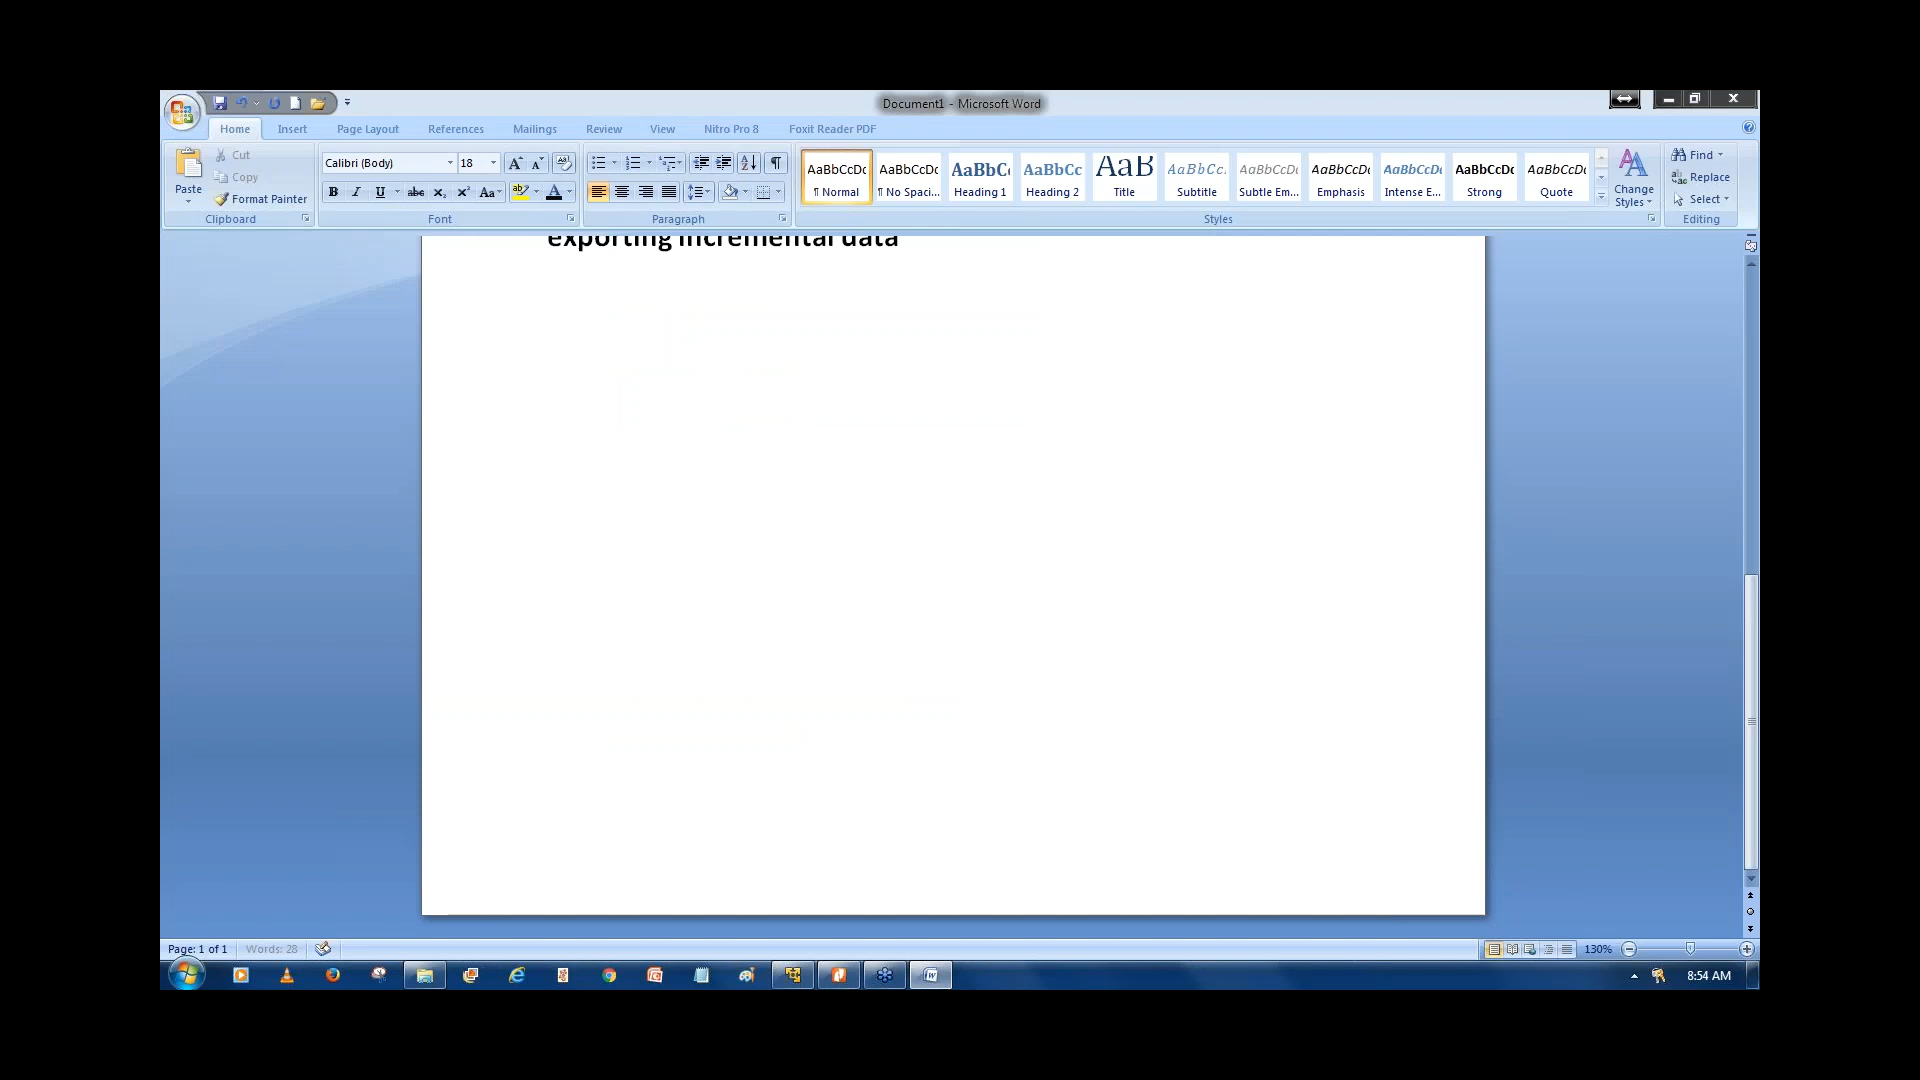 Document1 - Microsoft Word
Home Insert Page Layout References Mailings Review View Nitro Pro 8 Foxit Reader PDF
Paste
Cut
Copy
Format Painter
Clipboard
Calibri (Body) 18
Font
Paragraph
AaBbCcDc AaBbCcDc AaBbC( AaBbCc AaB AaBbCc. AaBbCcDc AaBbCcDc AaBbCcDc AaBbCcDc AaBbCcDc
¶ Normal ¶ No Spaci... Heading 1 Heading 2 Title Subtitle Subtle Em... Emphasis Intense E... Strong Quote
Styles
Change Styles
Find
Replace
Select
Editing
exporting incremental data
Page: 1 of 1 Words: 28
130%
8:54 AM